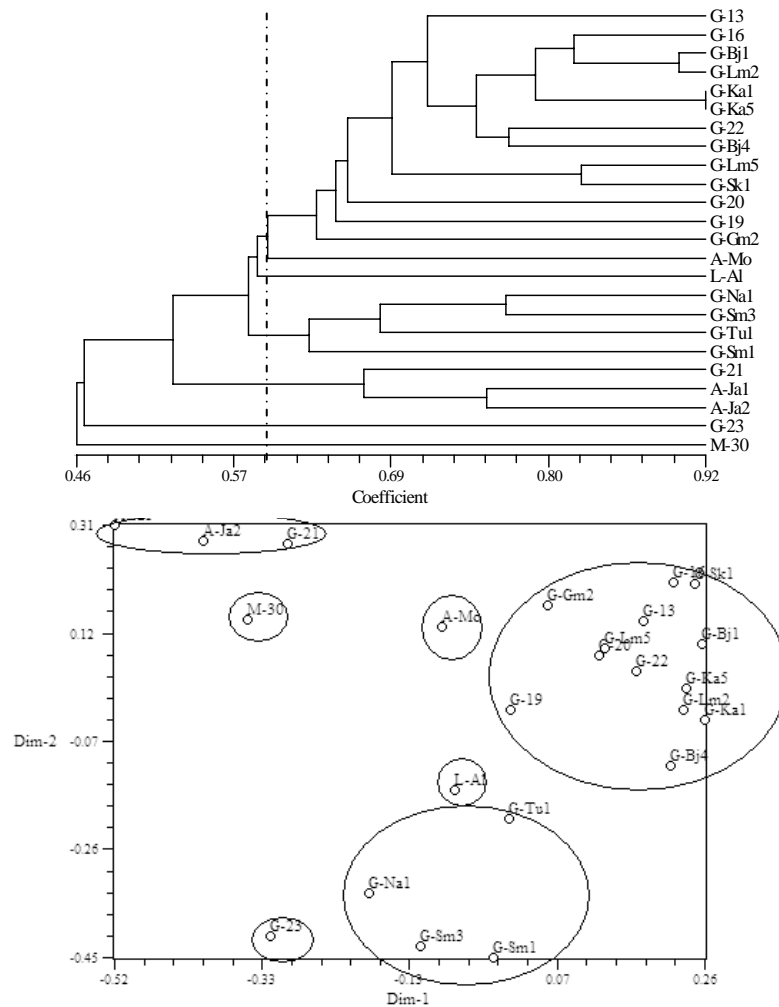 G-13
G-16
G-Bj1
G-Lm2
G-Ka1
G-Ka5
G-22
G-Bj4
G-Lm5
G-Sk1
G-20
G-19
G-Gm2
A-Mo
L-Al
G-Na1
G-Sm3
G-Tu1
G-Sm1
G-21
A-Ja1
A-Ja2
G-23
M-30
0.46 0.57 0.69 0.80 0.92
Coefficient
0.31
A-Ja2 G-21
G-Sk1
M-30 G-Gm2
A-Mo G-13
0.12
G-Bj1
G-Lm5
G-20
G-22
G-Ka5
G-19 G-Lm2 G-Ka1
Dim-2 -0.07
G-Bj4
L-Al
G-Tu1
-0.26
G-Na1
G-23
G-Sm3 G-Sm1
-0.45
-0.52 -0.33 -0.13 0.07 0.26
Dim-1